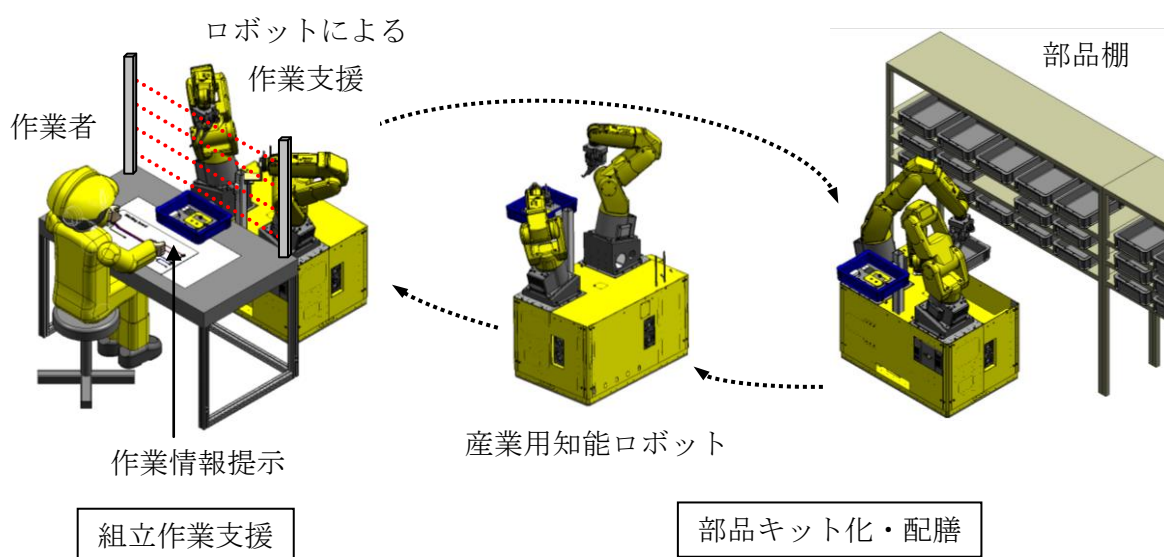 ロボットによる
作業支援
作業者
部品棚
作業情報提示
産業用知能ロボット
組立作業支援
部品キット化・配膳